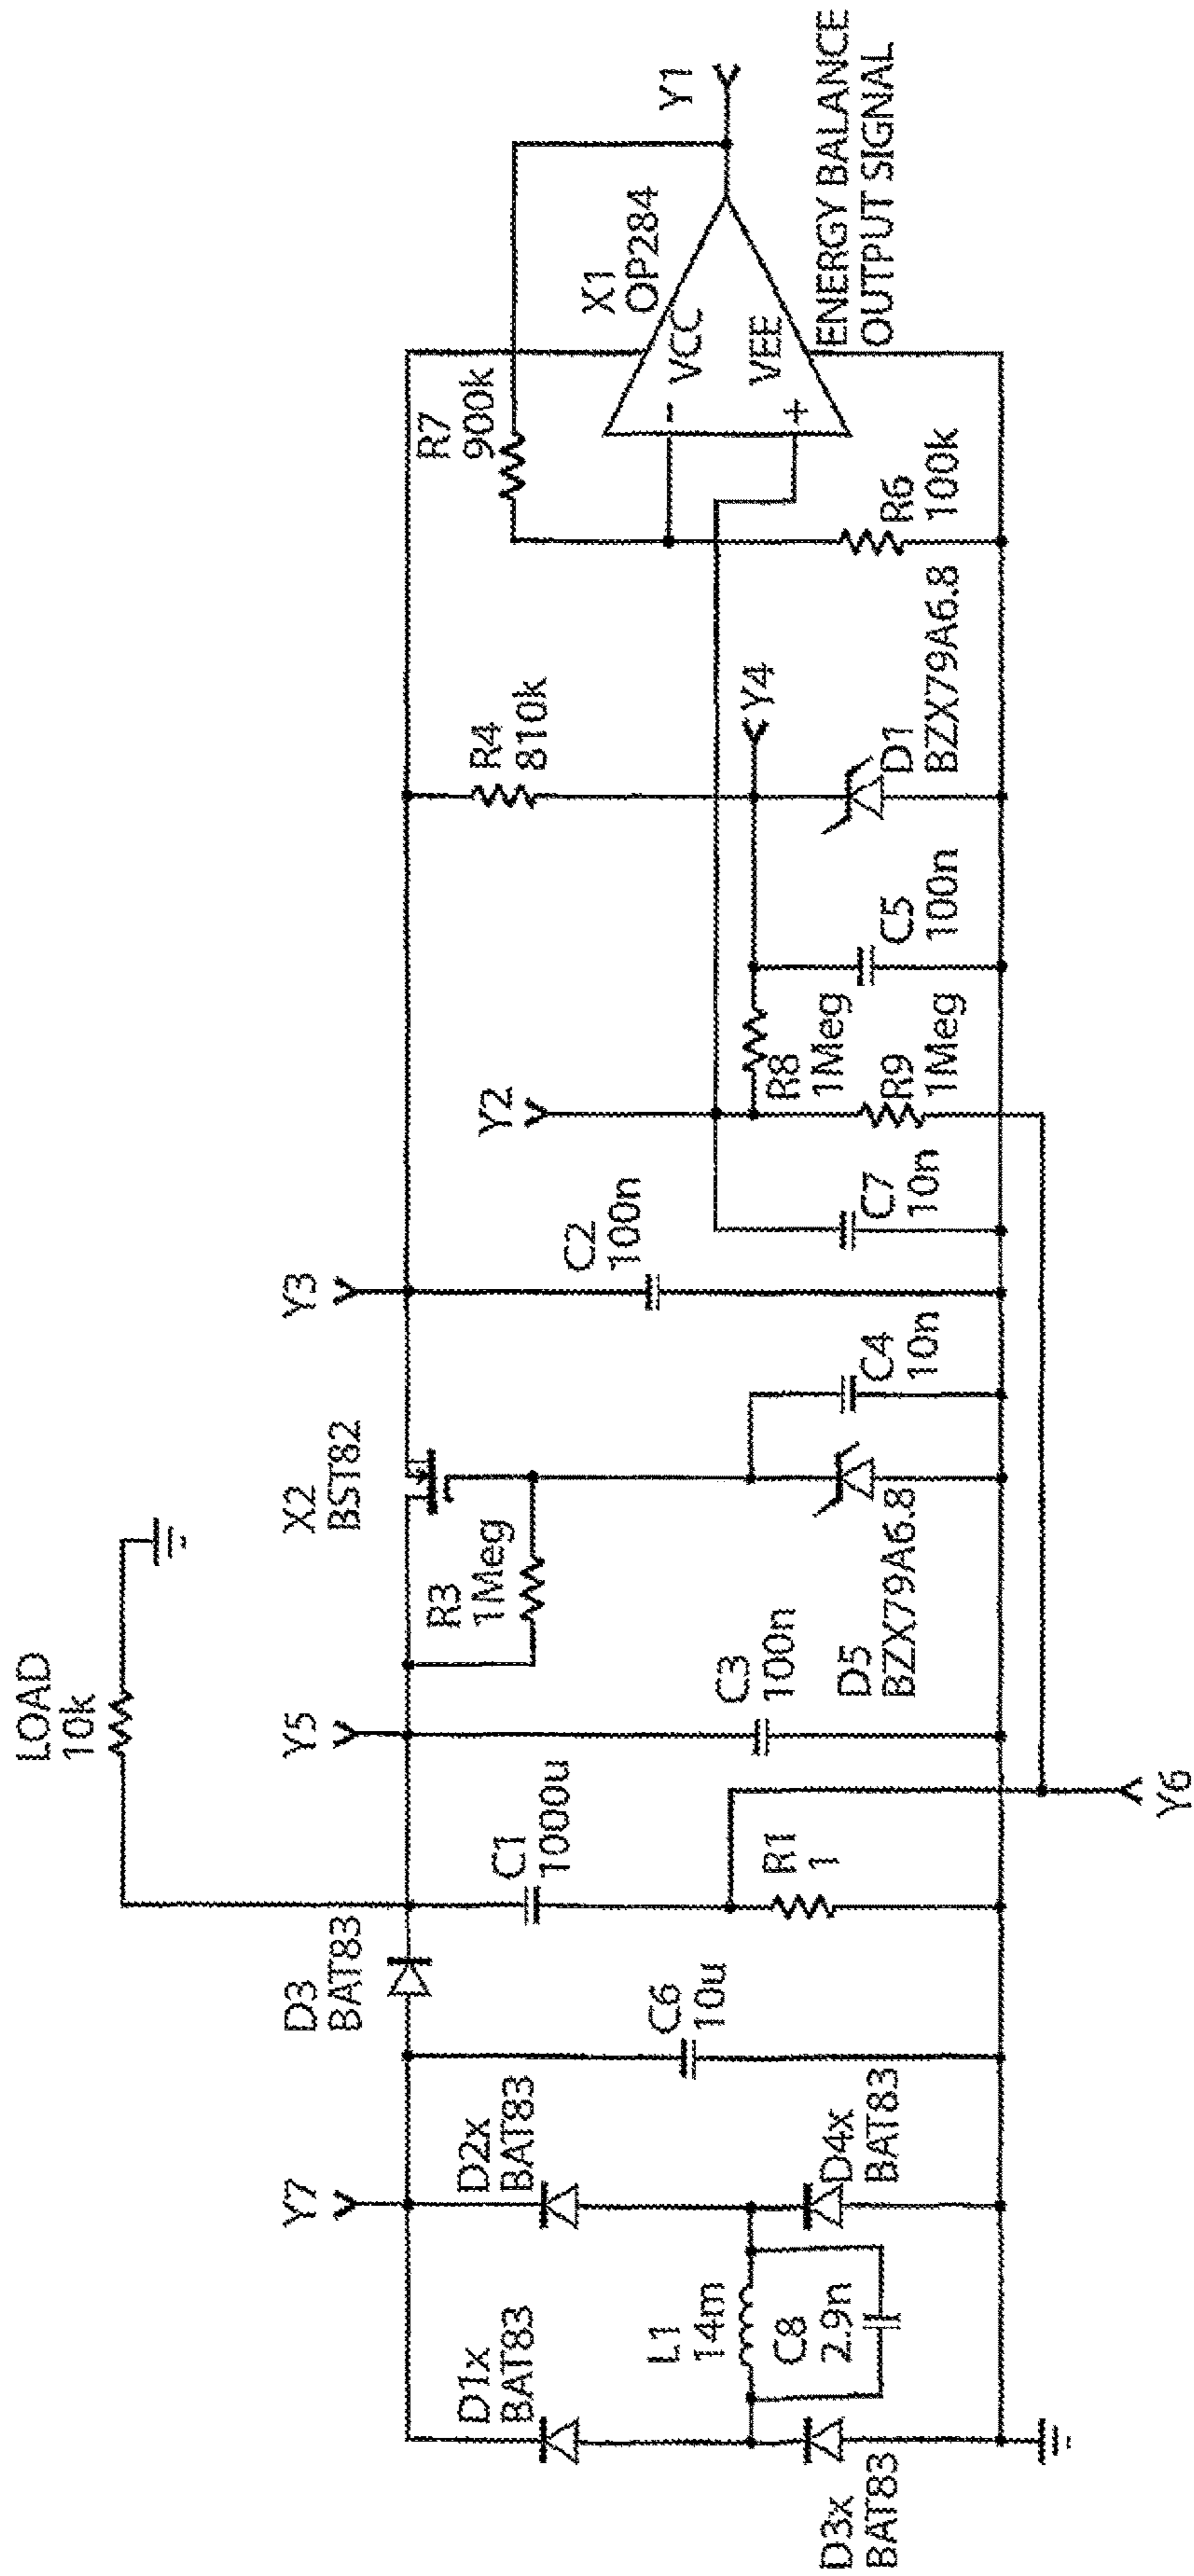 LOAD
10k
D3
BAT83
Y7
D1x
BAT83
D2x
BAT83
L1
14m
C8
2.9n
D3x
BAT83
D4x
BAT83
C6
10u
C1
1000u
R1
1
Y6
Y5
C3
100n
R3
1Meg
X2
BST82
D5
BZX79A6.8
C4
10n
Y3
C2
100n
C7
10n
Y2
R8
1Meg
R9
1Meg
C5
100n
R4
810k
Y4
D1
BZX79A6.8
R7
900k
R6
100k
X1
OP284
-
VCC
VEE
+
Y1
ENERGY BALANCE
OUTPUT SIGNAL